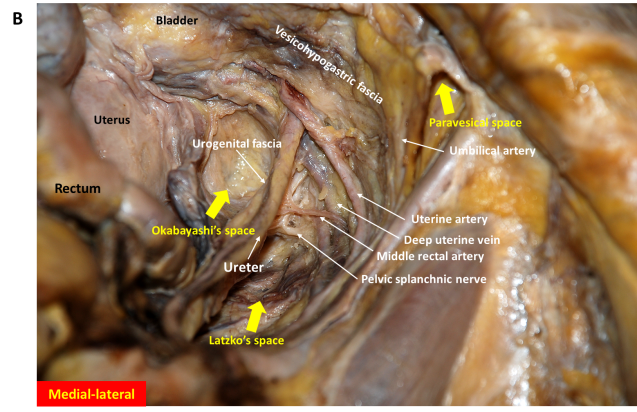 B
Bladder
Vesicohypogastric fascia
Uterus
Paravesical space
Urogenital fascia
Umbilical artery
Rectum
Uterine artery
Okabayashi's space
Deep uterine vein
Middle rectal artery
Ureter
Pelvic splanchnic nerve
Latzko's space
Medial-lateral